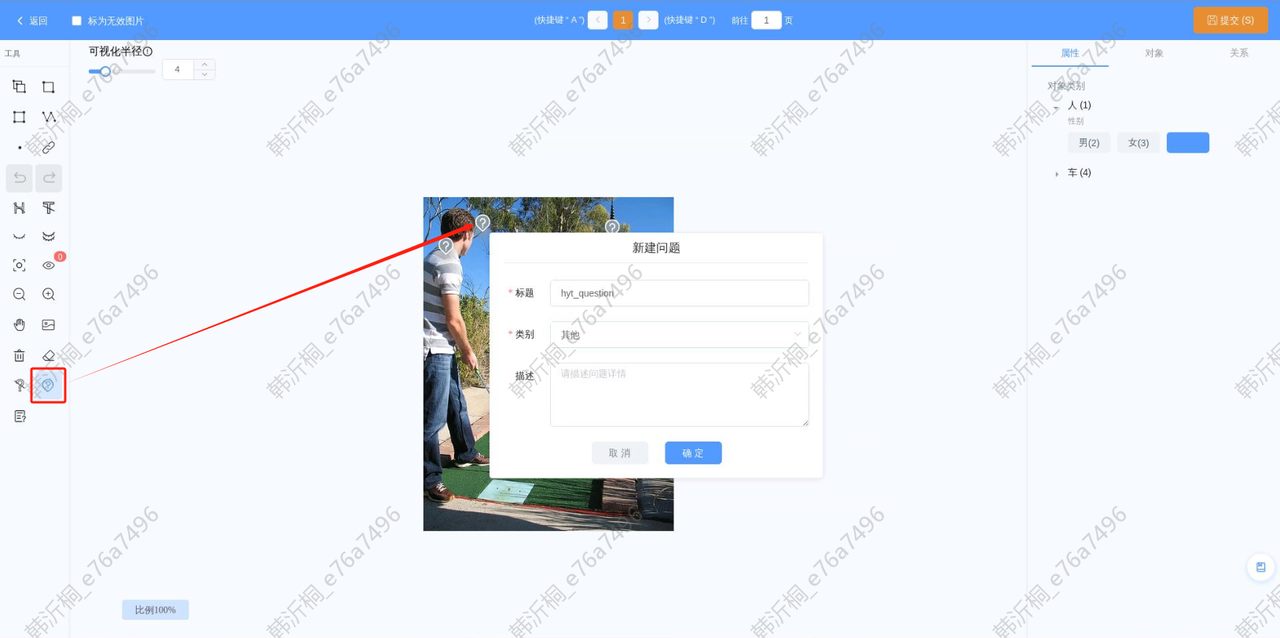 返回
标为无效图片
(快捷键 “ A ”)
1
(快捷键 “ D ”)
前往 1 页
提交 (S)
工具
可视化半径
4
0
属性
对象
关系
对象类别
人 (1)
性别
男(2)
女(3)
车 (4)
新建问题
* 标题
hyt_question
* 类别
其他
描述
请描述问题详情
取 消
确 定
比例100%
韩沂桐_e76a7496